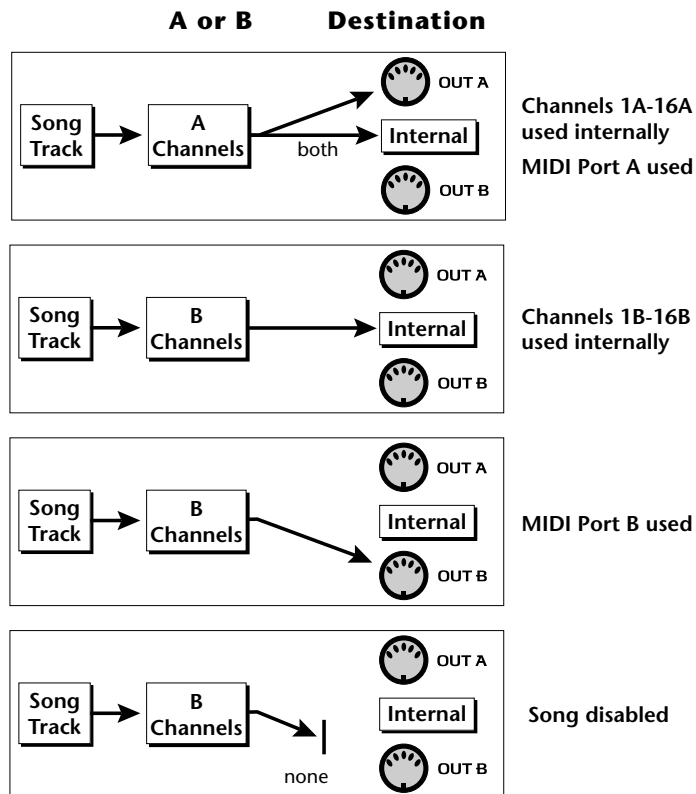 A or B Destination
OUT A
Song
Track
A
Channels
both
Internal
OUT B
Channels 1A-16A
used internally
MIDI Port A used
OUT A
Song
Track
B
Channels
Internal
OUT B
Channels 1B-16B
used internally
OUT A
Song
Track
B
Channels
Internal
OUT B
MIDI Port B used
OUT A
Song
Track
B
Channels
none
Internal
OUT B
Song disabled